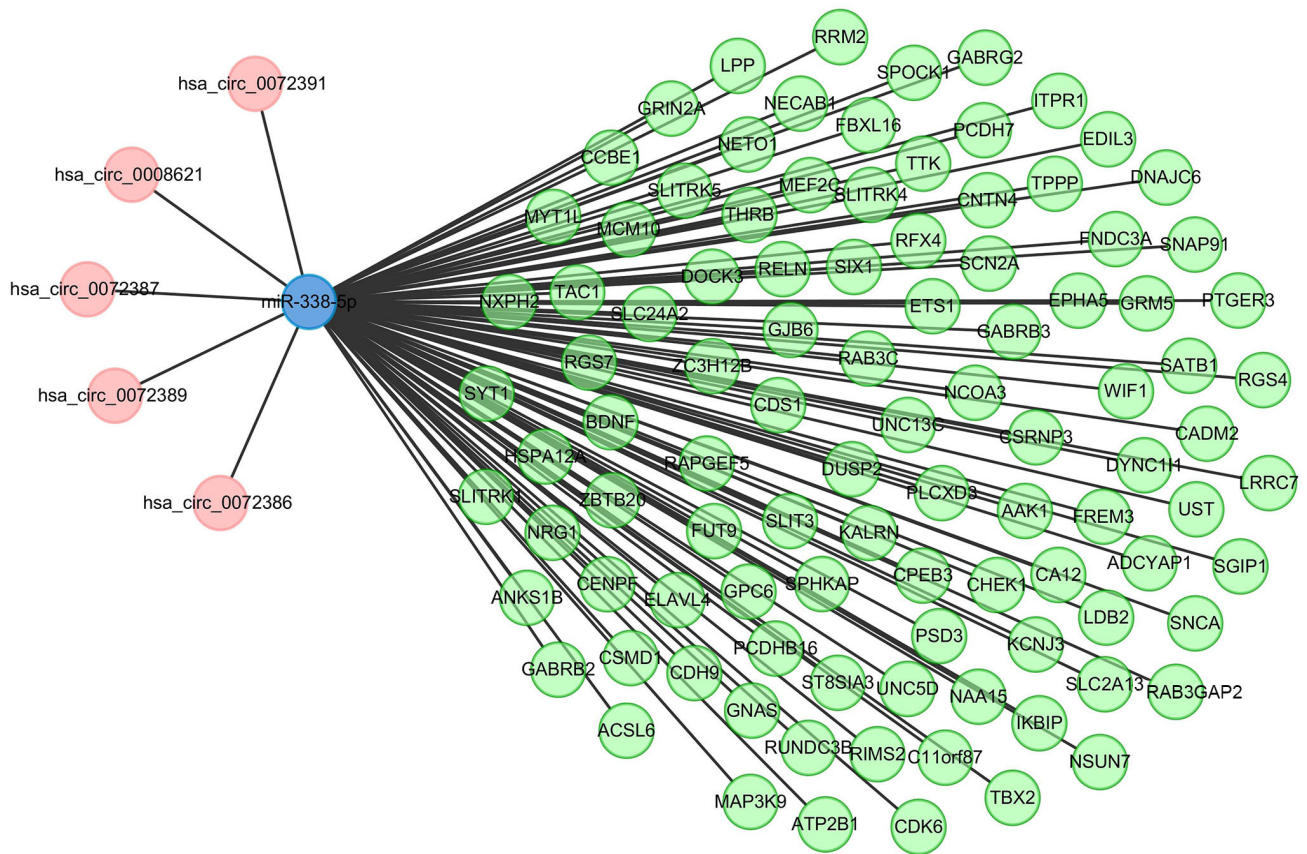 hsa_circ_0072391
hsa_circ_0008621
hsa_circ_0072387
hsa_circ_0072389
hsa_circ_0072386
miR-338-5p
RRM2
LPP
GABRG2
SPOCK1
GRIN2A
NECAB1
ITPR1
FBXL16
PCDH7
EDIL3
NETO1
CCBE1
TTK
DNAJC6
SLITRK5
MEF2C
SLITRK4
TPPP
CNTN4
MYT1L
MCM10
THRB
RFX4
FNDC3A
SNAP91
DOCK3
RELN
SIX1
SCN2A
TAC1
NXPH2
SLC24A2
ETS1
EPHA5
GRM5
PTGER3
GJB6
GABRB3
RGS7
ZC3H12B
RAB3C
SATB1
RGS4
SYT1
NCOA3
WIF1
CDS1
BDNF
UNC13C
CSRNP3
CADM2
HSPA12A
RAPGEF5
DUSP2
DYNC1I1
LRRC7
SLITRK1
ZBTB20
PLCXD3
AAK1
FREM3
UST
NRG1
FUT9
SLIT3
KALRN
ADCYAP1
SGIP1
ANKS1B
CENPF
ELAVL4
GPC6
SPHKAP
CPEB3
CHEK1
CA12
LDB2
SNCA
GABRB2
CSMD1
CDH9
PCDHB16
PSD3
KCNJ3
ST8SIA3
UNC5D
NAA15
SLC2A13
RAB3GAP2
ACSL6
GNAS
IKBIP
RUNDC3B
RIMS2
C11orf87
NSUN7
MAP3K9
ATP2B1
CDK6
TBX2